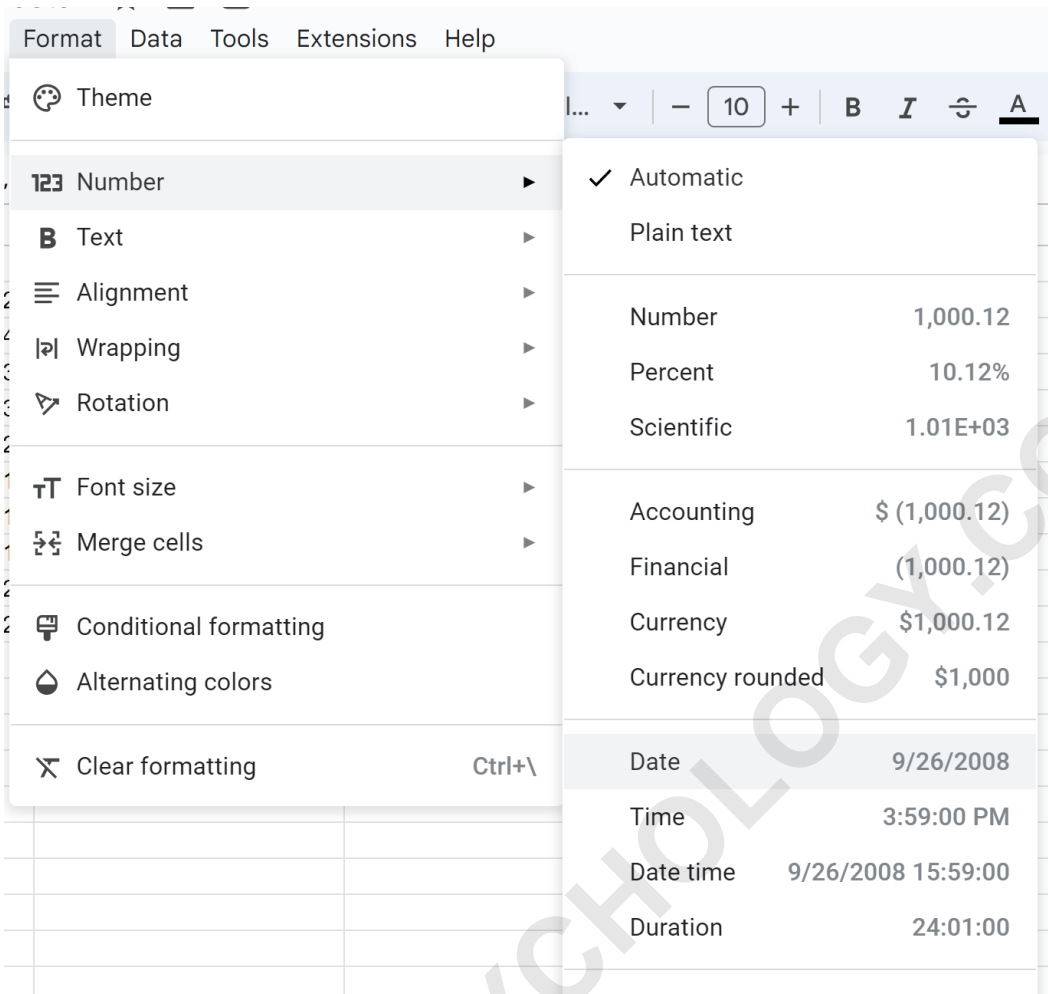 Format Data Tools Extensions Help
Theme
10
B I S A
123 Number
B Text
Alignment
Wrapping
Rotation
Font size
Merge cells
Conditional formatting
Alternating colors
Clear formatting Ctrl+\
Automatic
Plain text
Number 1,000.12
Percent 10.12%
Scientific 1.01E+03
Accounting $ (1,000.12)
Financial (1,000.12)
Currency $1,000.12
Currency rounded $1,000
Date 9/26/2008
Time 3:59:00 PM
Date time 9/26/2008 15:59:00
Duration 24:01:00
YCHOLOGY.CO